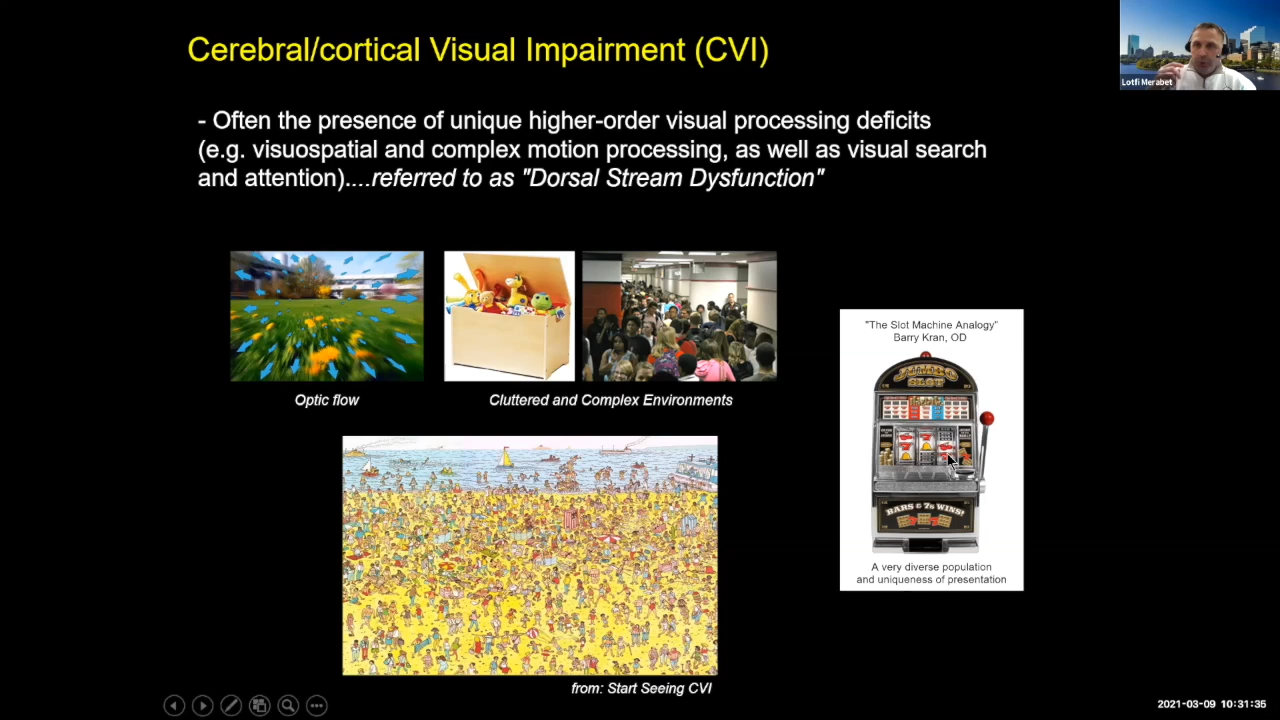 Cerebral/cortical Visual Impairment (CVI)
Lotfi Merabet
- Often the presence of unique higher-order visual processing deficits
(e.g. visuospatial and complex motion processing, as well as visual search
and attention)....referred to as "Dorsal Stream Dysfunction"
Optic flow
Cluttered and Complex Environments
"The Slot Machine Analogy"
Barry Kran, OD
JUMBO
SLOT
BARS & 7s WINS!
A very diverse population
and uniqueness of presentation
from: Start Seeing CVI
2021-03-09 10:31:35